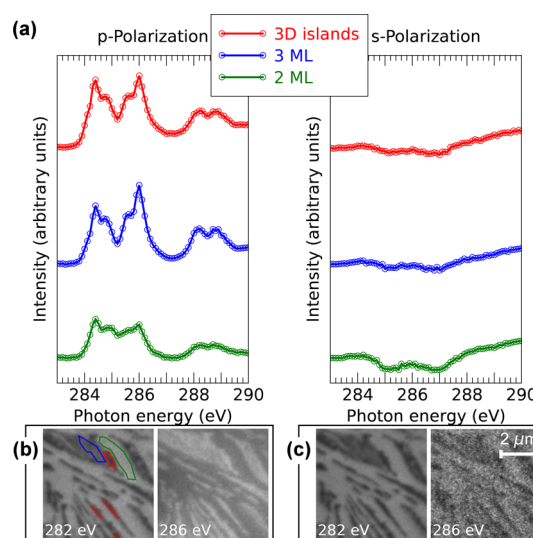 (a)
p-Polarization
s-Polarization
3D islands
3 ML
2 ML
Intensity (arbitrary units)
Intensity (arbitrary units)
284 286 288 290
284 286 288 290
Photon energy (eV)
Photon energy (eV)
(b)
282 eV
286 eV
(c)
282 eV
286 eV
2 µm